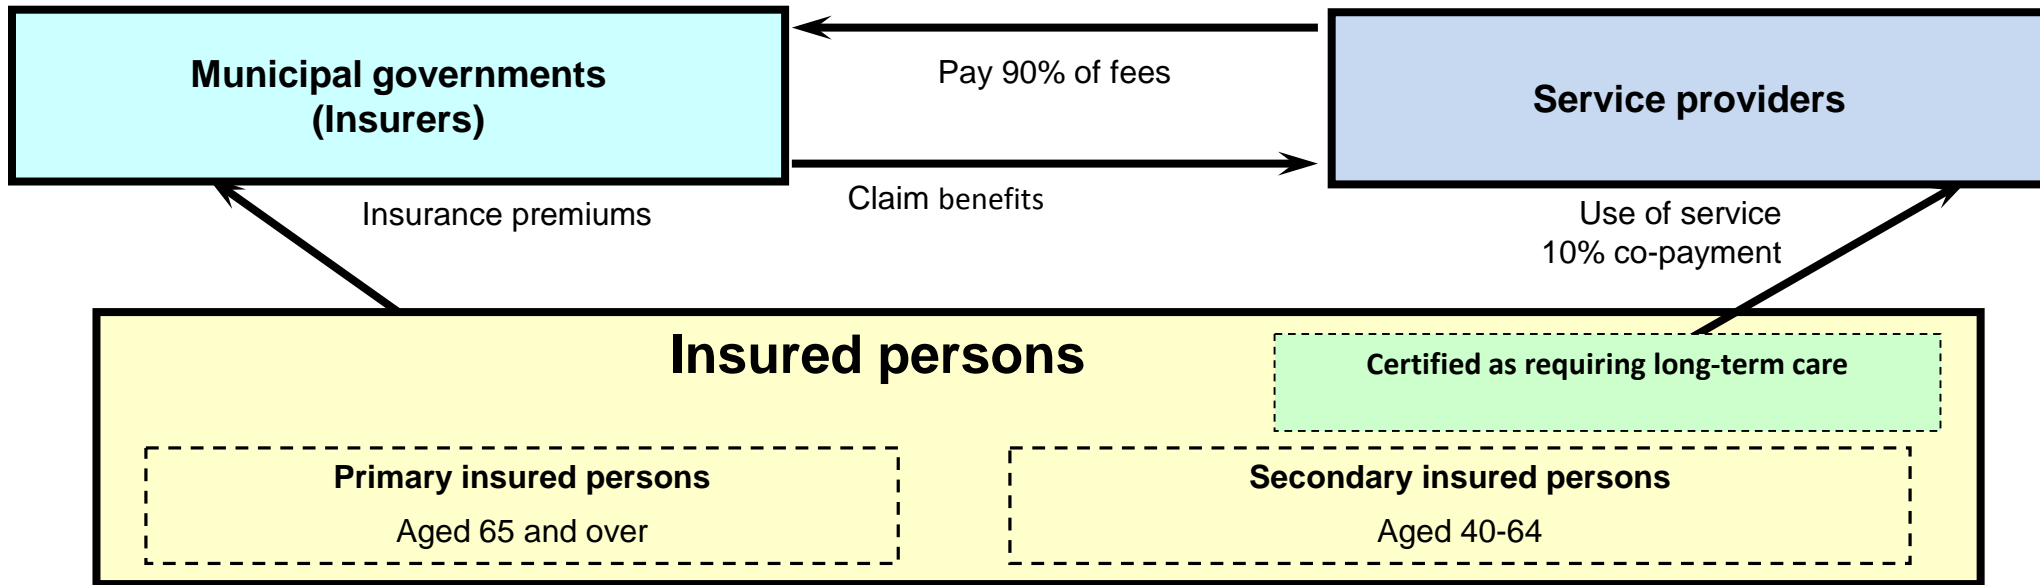 Municipal governments
(Insurers)
Pay 90% of fees
Service providers
Claim benefits
Insurance premiums
Use of service
10% co-payment
Insured persons
Certified as requiring long-term care
Primary insured persons
Aged 65 and over
Secondary insured persons
Aged 40-64